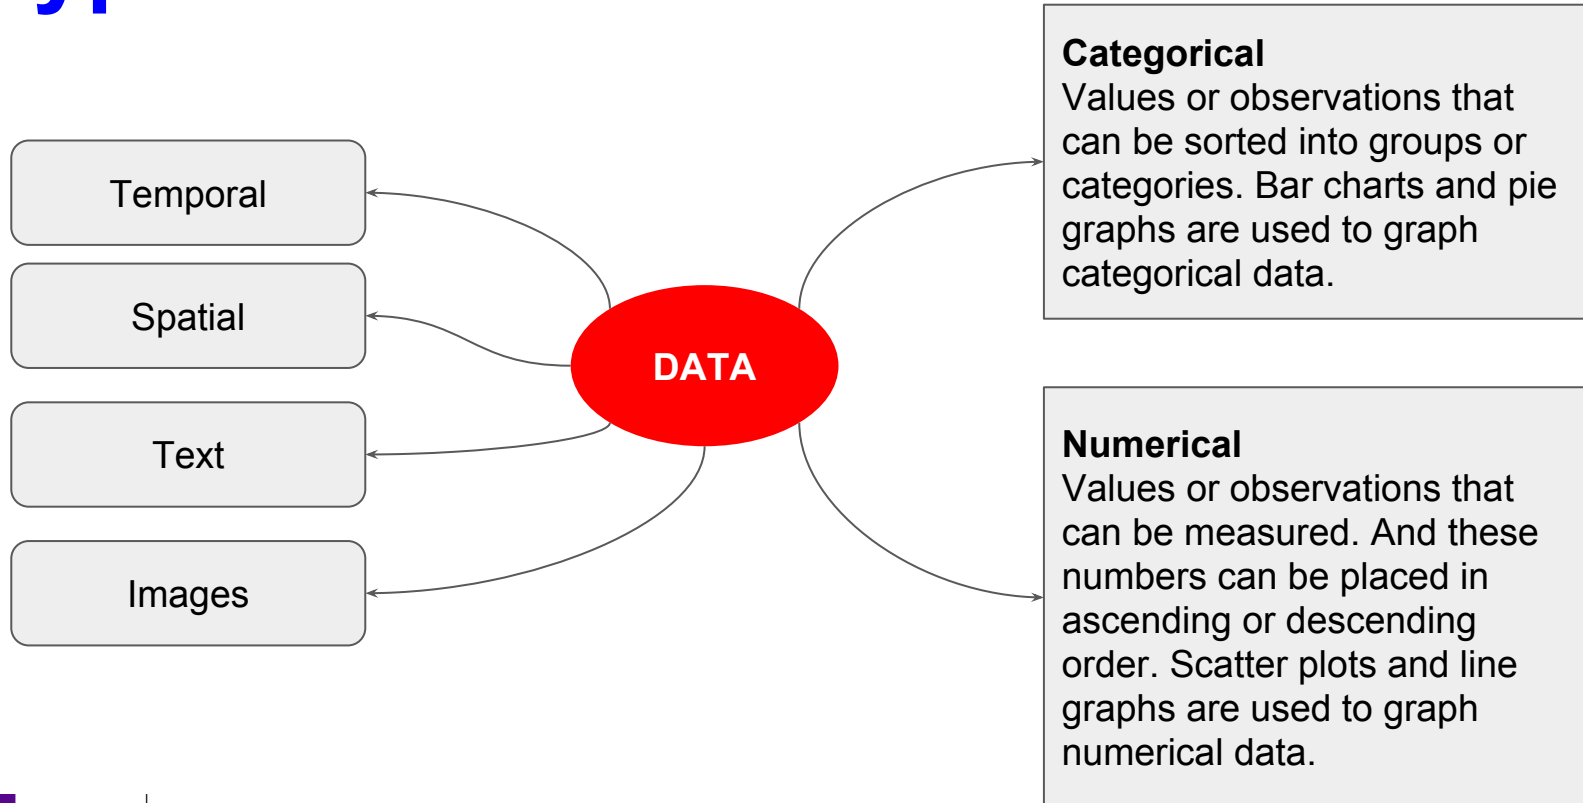 Temporal
Spatial
Text
Images
DATA
Categorical
Values or observations that
can be sorted into groups or
categories. Bar charts and pie
graphs are used to graph
categorical data.
Numerical
Values or observations that
can be measured. And these
numbers can be placed in
ascending or descending
order. Scatter plots and line
graphs are used to graph
numerical data.